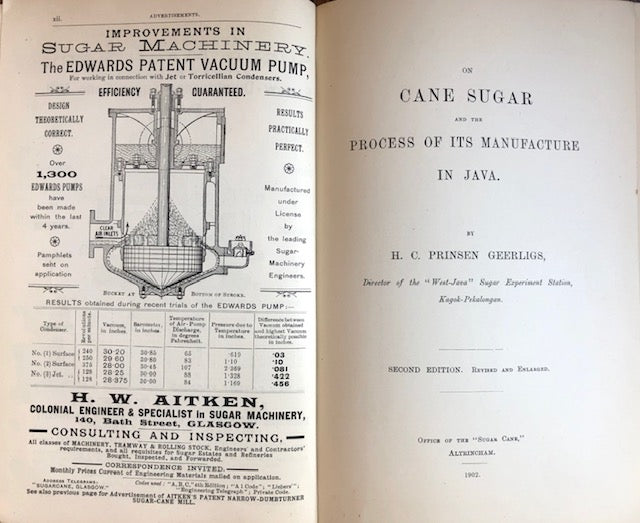 xii.
ADVERTISEMENTS.
IMPROVEMENTS IN
SUGAR MACHINERY.
The EDWARDS PATENT VACUUM PUMP,
For working in connection with Jet or Torricellian Condensers.
EFFICIENCY GUARANTEED.
DESIGN
THEORETICALLY
CORRECT.
Over
1,300
EDWARDS PUMPS
have been
made within
the last
4 years.
Pamphlets
sent on
application
CLEAR
AIR INLETS
RESULTS
PRACTICALLY
PERFECT.
Manufactured
under
License
by
the leading
Sugar-
Machinery
Engineers.
BUCKET AT BOTTOM OF STROKE.
RESULTS obtained during recent trials of the EDWARDS PUMP:—
Type of Condenser. Revolutions per minute. Vacuum, in inches. Barometer, in inches. Temperature of Air-Pump Discharge, in degrees Fahrenheit. Pressure due to Temperature in inches. Difference between Vacuum obtained and highest Vacuum theoretically possible in inches.
No. (1) Surface 240 30·20 30·85 65 ·619 ·03
250 29·60 30·80 83 1·10 ·10
No. (2) Surface 375 28·00 30·45 107 2·369 ·081
No. (3) Jet 128 28·25 30·00 88 1·328 ·422
128 28·375 30·00 84 1·169 ·456
H. W. AITKEN,
COLONIAL ENGINEER & SPECIALIST in SUGAR MACHINERY,
140, Bath Street, GLASGOW.
CONSULTING AND INSPECTING.
All classes of MACHINERY, TRAMWAY & ROLLING STOCK, Engineers' and Contractors'
requirements, and all requisites for Sugar Estates and Refineries
Bought, Inspected, and Forwarded.
CORRESPONDENCE INVITED.
Monthly Prices Current of Engineering Materials mailed on application.
ADDRESS TELEGRAMS:
"SUGARCANE, GLASGOW."
Codes used: "A,B,C," 4th Edition; "A 1 Code"; "Liebers";
"Engineering Telegraph"; Private Code.
See also previous page for Advertisement of AITKEN'S PATENT NARROW-DUMBTURNER
SUGAR-CANE MILL.
ON
CANE SUGAR
AND THE
PROCESS OF ITS MANUFACTURE
IN JAVA.
BY
H. C. PRINSEN GEERLIGS,
Director of the "West-Java" Sugar Experiment Station,
Kagok-Pekalongan.
SECOND EDITION. REVISED AND ENLARGED.
OFFICE OF THE "SUGAR CANE,"
ALTRINCHAM.
1902.